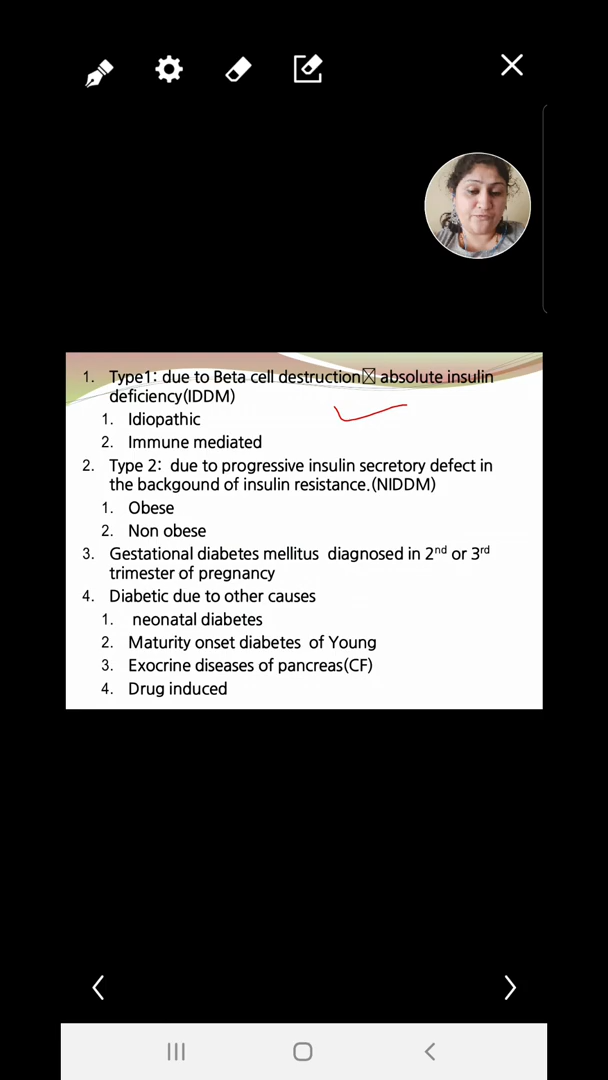 1. Type1: due to Beta cell destruction☒ absolute insulin
deficiency(IDDM)
1. Idiopathic
2. Immune mediated
2. Type 2: due to progressive insulin secretory defect in
the backgound of insulin resistance.(NIDDM)
1. Obese
2. Non obese
3. Gestational diabetes mellitus diagnosed in 2nd or 3rd
trimester of pregnancy
4. Diabetic due to other causes
1. neonatal diabetes
2. Maturity onset diabetes of Young
3. Exocrine diseases of pancreas(CF)
4. Drug induced